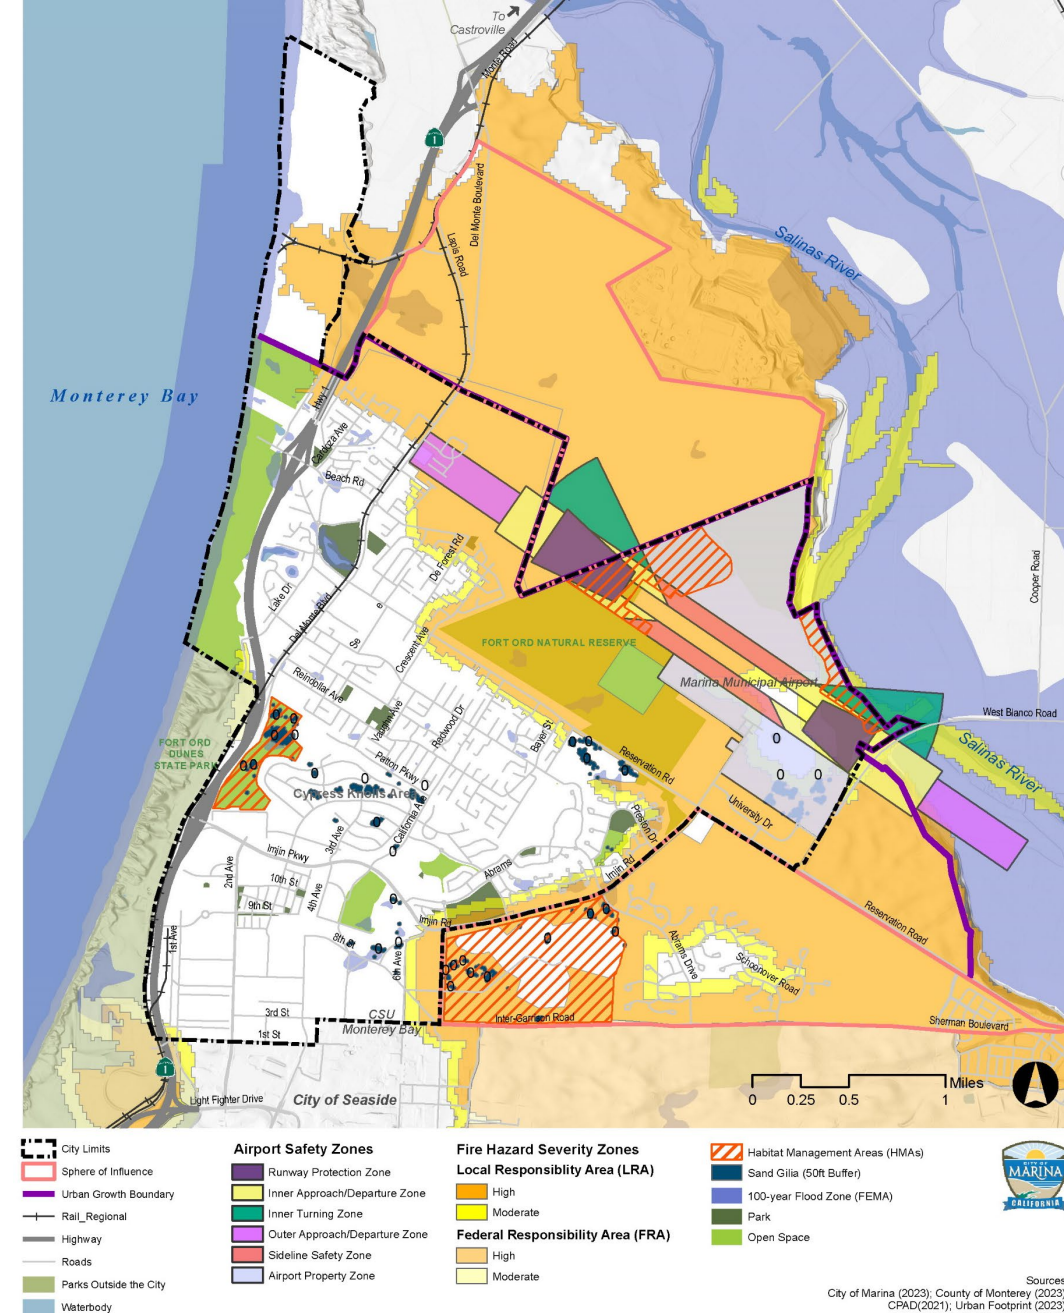 To
Castroville
Monte Road
1
Del Monte Boulevard
Lapis Road
Salinas River
Monterey Bay
Hwy 1
Cardoza Ave
Beach Rd
Cooper Road
De Forest Rd
Lake Dr
Del Monte Blvd
e
Se
Crescent Ave
FORT ORD NATURAL RESERVE
Reindollar Ave
Marina Municipal Airport
Vaughn Ave
Redwood Dr
Bayer St
West Blanco Road
Salinas River
FORT ORD
DUNES
STATE PARK
Patton Pkwy
Reservation Rd
Cypress Knolls Area
University Dr
3rd Ave
California Ave
Preston Dr
Imjin Pkwy
2nd Ave
10th St
4th Ave
Abrams
Imjin Rd
9th St
Reservation Road
Imjin Rd
1st Ave
8th St
6th Ave
Abrams Drive
Schoonover Road
3rd St
CSU
Monterey Bay
Inter-Garrison Road
Sherman Boulevard
1st St
1
Light Fighter Drive
City of Seaside
Miles
0 0.25 0.5 1
City Limits
Sphere of Influence
Urban Growth Boundary
Rail_Regional
Highway
Roads
Parks Outside the City
Waterbody
Airport Safety Zones
Runway Protection Zone
Inner Approach/Departure Zone
Inner Turning Zone
Outer Approach/Departure Zone
Sideline Safety Zone
Airport Property Zone
Fire Hazard Severity Zones
Local Responsiblity Area (LRA)
High
Moderate
Federal Responsibility Area (FRA)
High
Moderate
Habitat Management Areas (HMAs)
Sand Gilia (50ft Buffer)
100-year Flood Zone (FEMA)
Park
Open Space
CITY OF
MARINA
CALIFORNIA
Sources
City of Marina (2023); County of Monterey (2023)
CPAD(2021); Urban Footprint (2023)